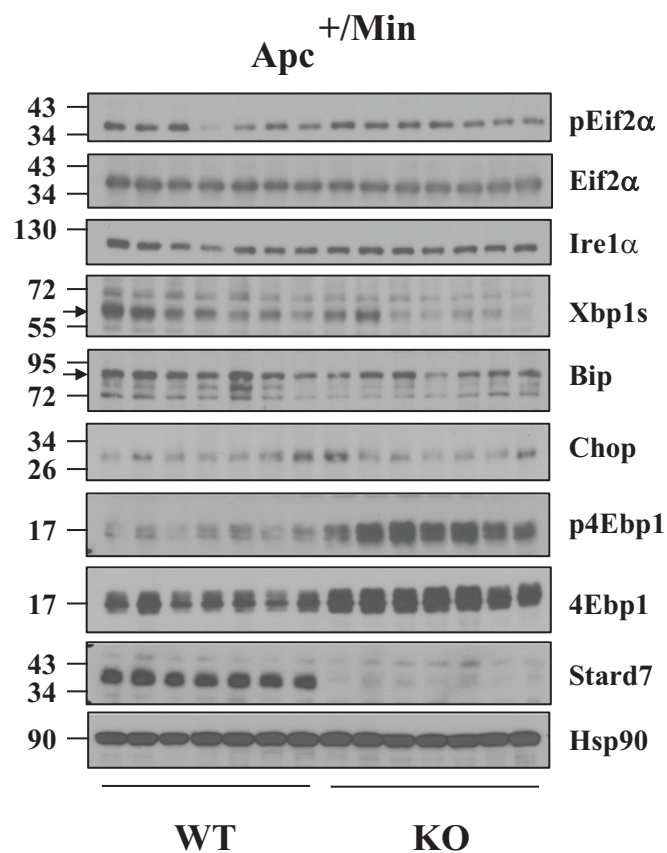 Apc +/Min
43
34
pEif2α
43
34
Eif2α
130
Ire1α
72
55
Xbp1s
95
72
Bip
34
26
Chop
17
p4Ebp1
17
4Ebp1
43
34
Stard7
90
Hsp90
WT KO